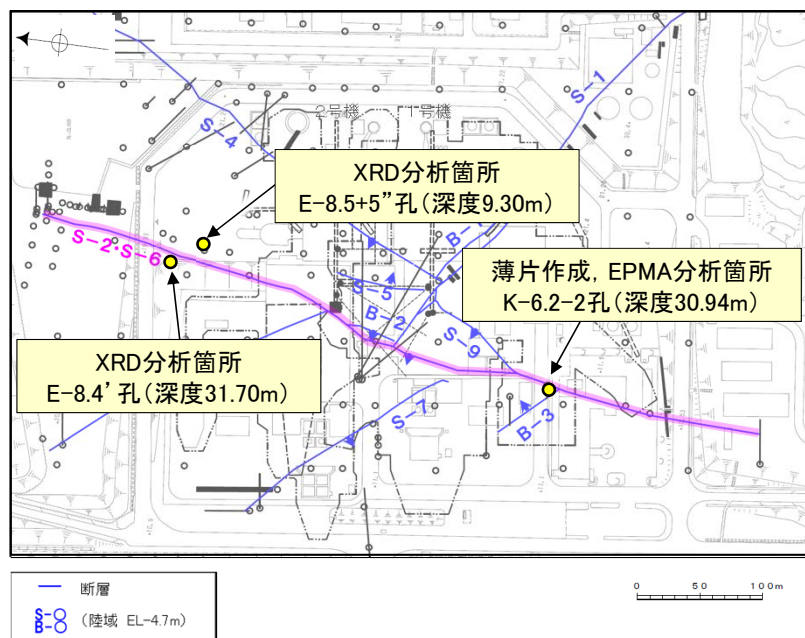 S-1
2号機
1号機
S-4
XRD分析箇所
E-8.5+5”孔(深度9.30m)
S-2・S-6
S-5
B-2
S-9
薄片作成, EPMA分析箇所
K-6.2-2孔(深度30.94m)
XRD分析箇所
E-8.4’孔(深度31.70m)
S-7
B-3
断層
S-○
B-○
(陸域 EL-4.7m)
0 50 100m